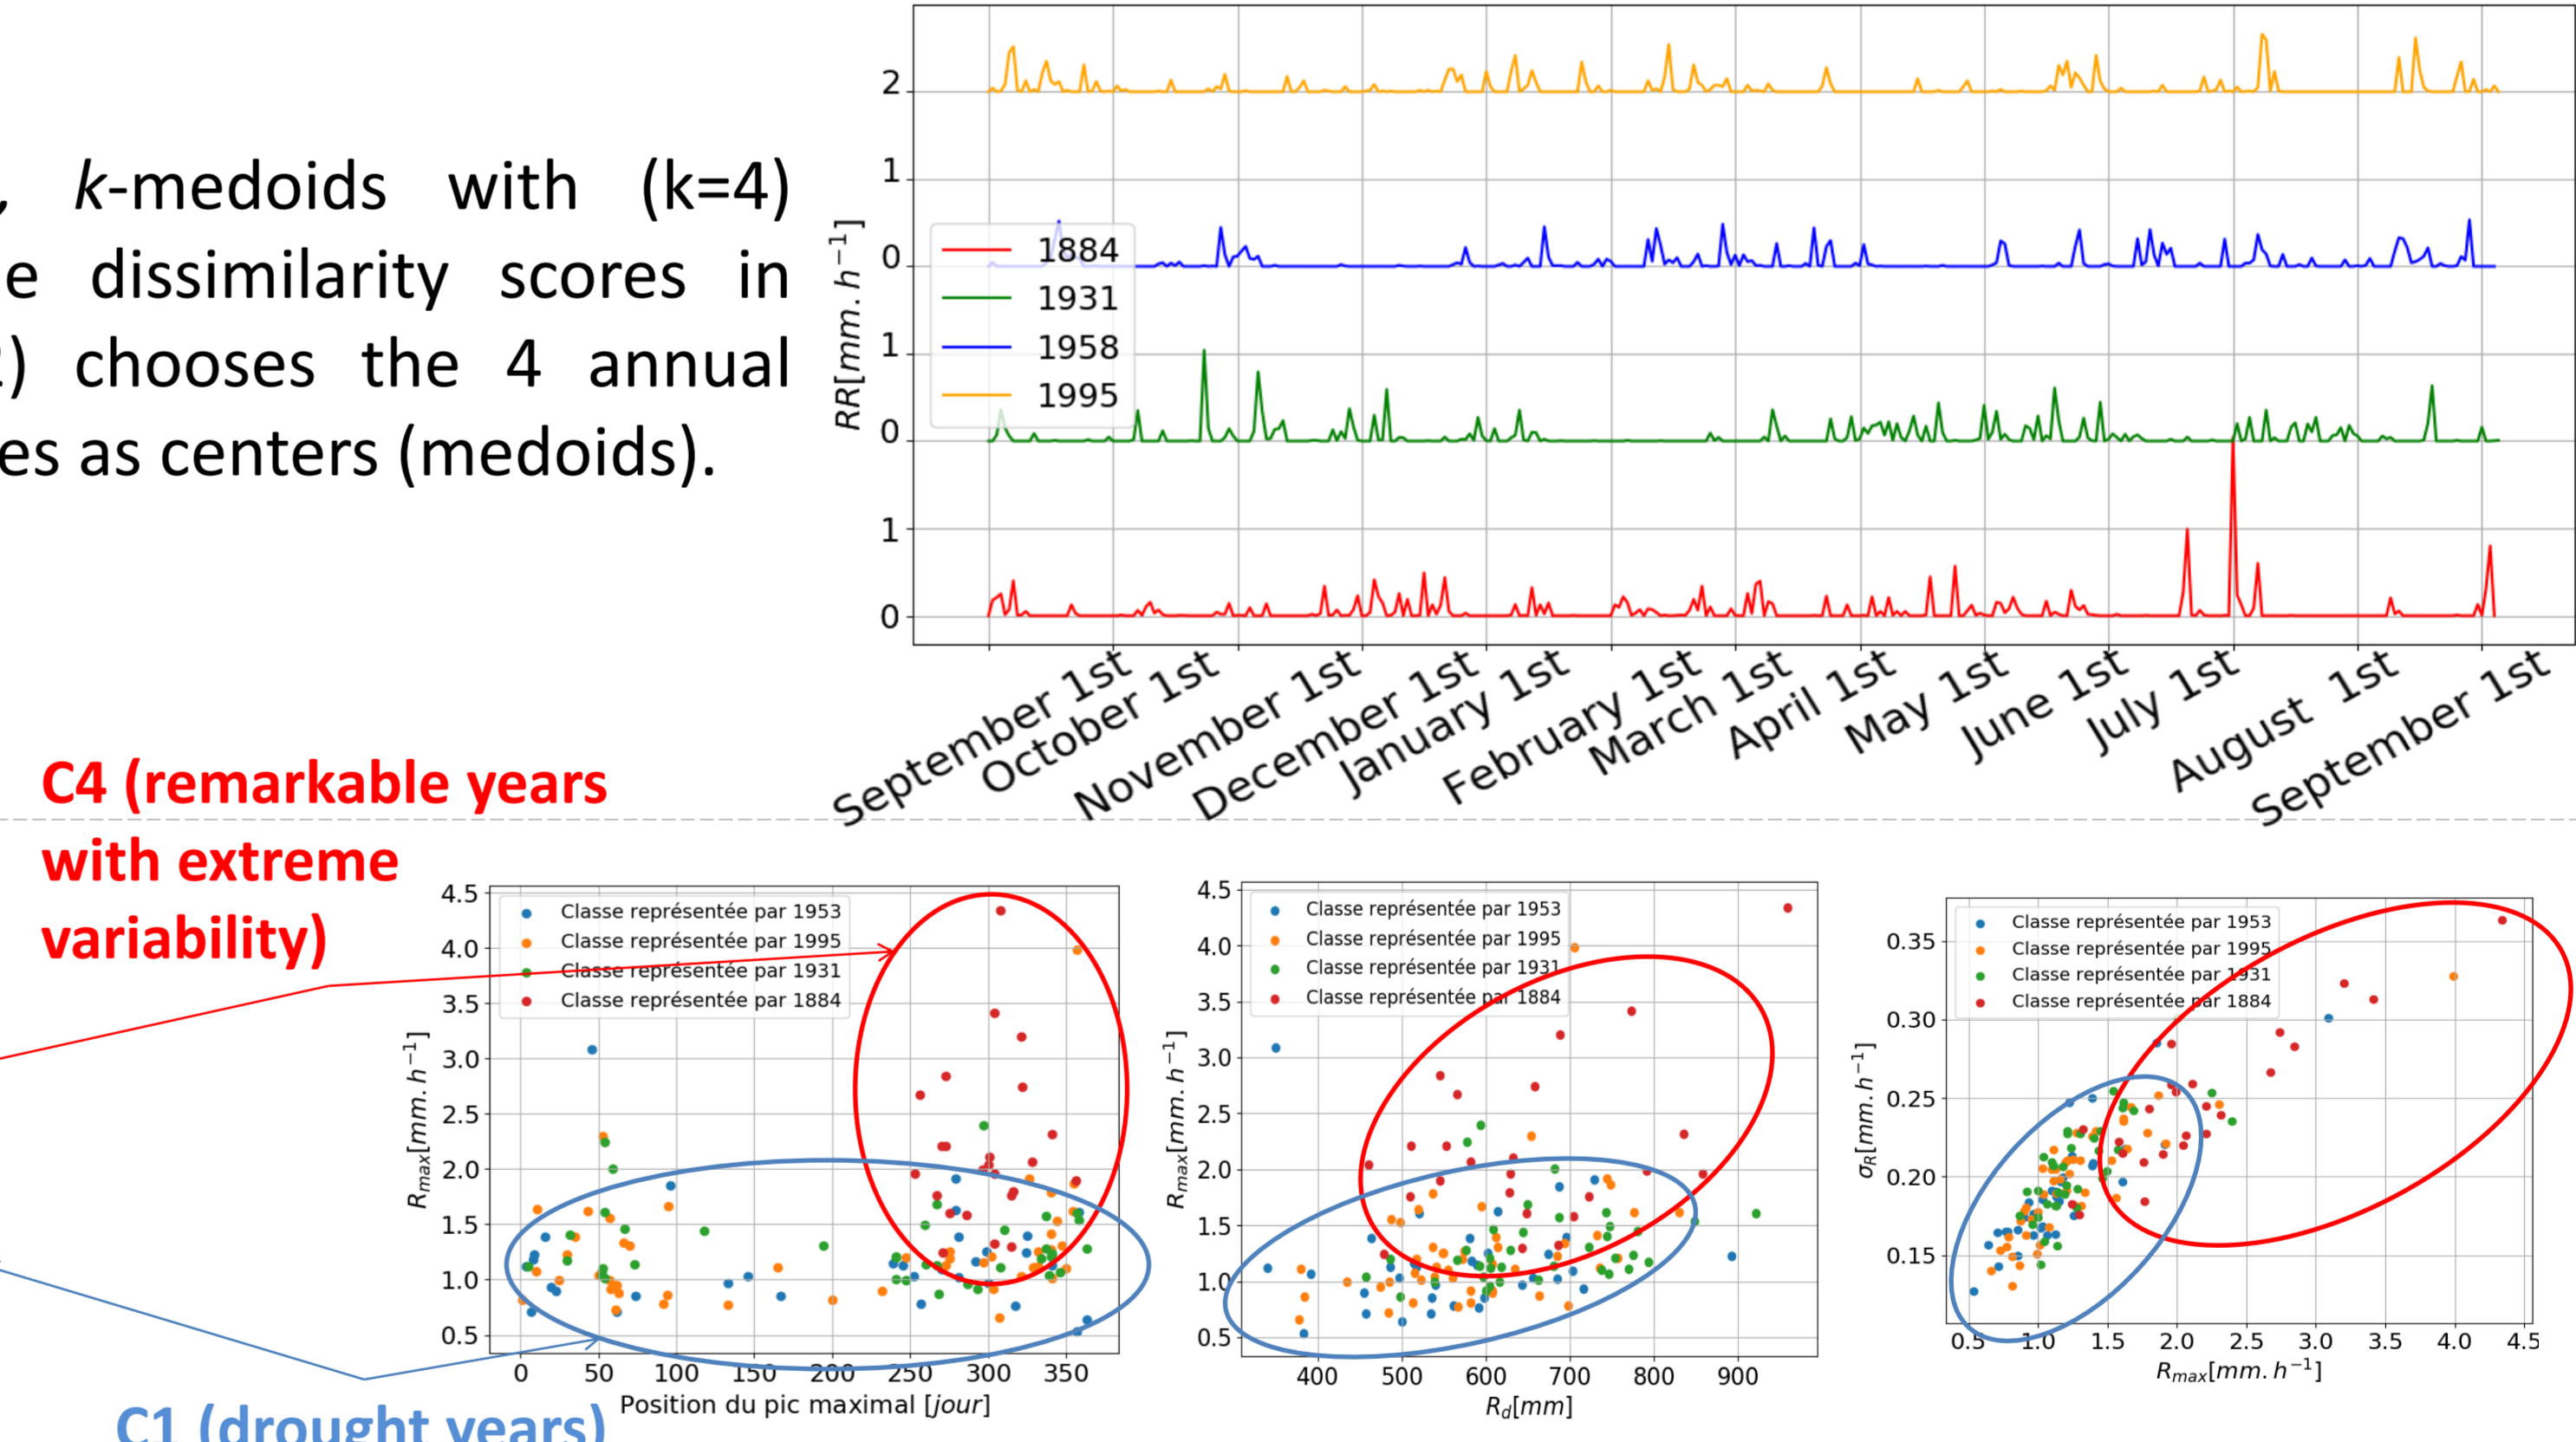 , k-medoids with (k=4)
e dissimilarity scores in
2) chooses the 4 annual
es as centers (medoids).
RR[mm. h⁻¹]
2
1
0
1
0
1
0
1884
1931
1958
1995
September 1st
October 1st
November 1st
December 1st
January 1st
February 1st
March 1st
April 1st
May 1st
June 1st
July 1st
August 1st
September 1st
C4 (remarkable years
with extreme
variability)
C1 (drought years)
Rmax[mm. h⁻¹]
4.5
4.0
3.5
3.0
2.5
2.0
1.5
1.0
0.5
Classe représentée par 1953
Classe représentée par 1995
Classe représentée par 1931
Classe représentée par 1884
0 50 100 150 200 250 300 350
Position du pic maximal [jour]
Rmax[mm. h⁻¹]
4.5
4.0
3.5
3.0
2.5
2.0
1.5
1.0
0.5
Classe représentée par 1953
Classe représentée par 1995
Classe représentée par 1931
Classe représentée par 1884
400 500 600 700 800 900
Rd[mm]
σR[mm. h⁻¹]
0.35
0.30
0.25
0.20
0.15
Classe représentée par 1953
Classe représentée par 1995
Classe représentée par 1931
Classe représentée par 1884
0.5 1.0 1.5 2.0 2.5 3.0 3.5 4.0 4.5
Rmax[mm. h⁻¹]